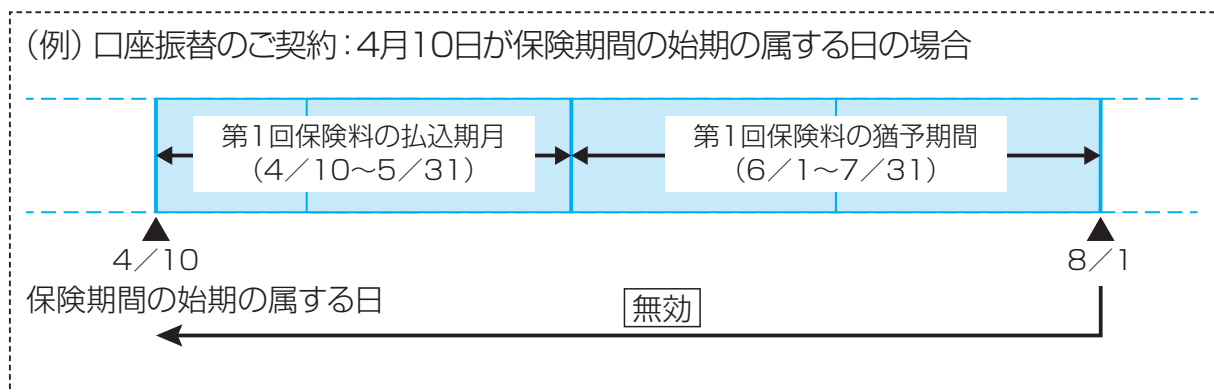 (例)口座振替のご契約:4月10日が保険期間の始期の属する日の場合
第1回保険料の払込期月
(4/10~5/31)
第1回保険料の猶予期間
(6/1~7/31)
4/10
8/1
保険期間の始期の属する日
無効